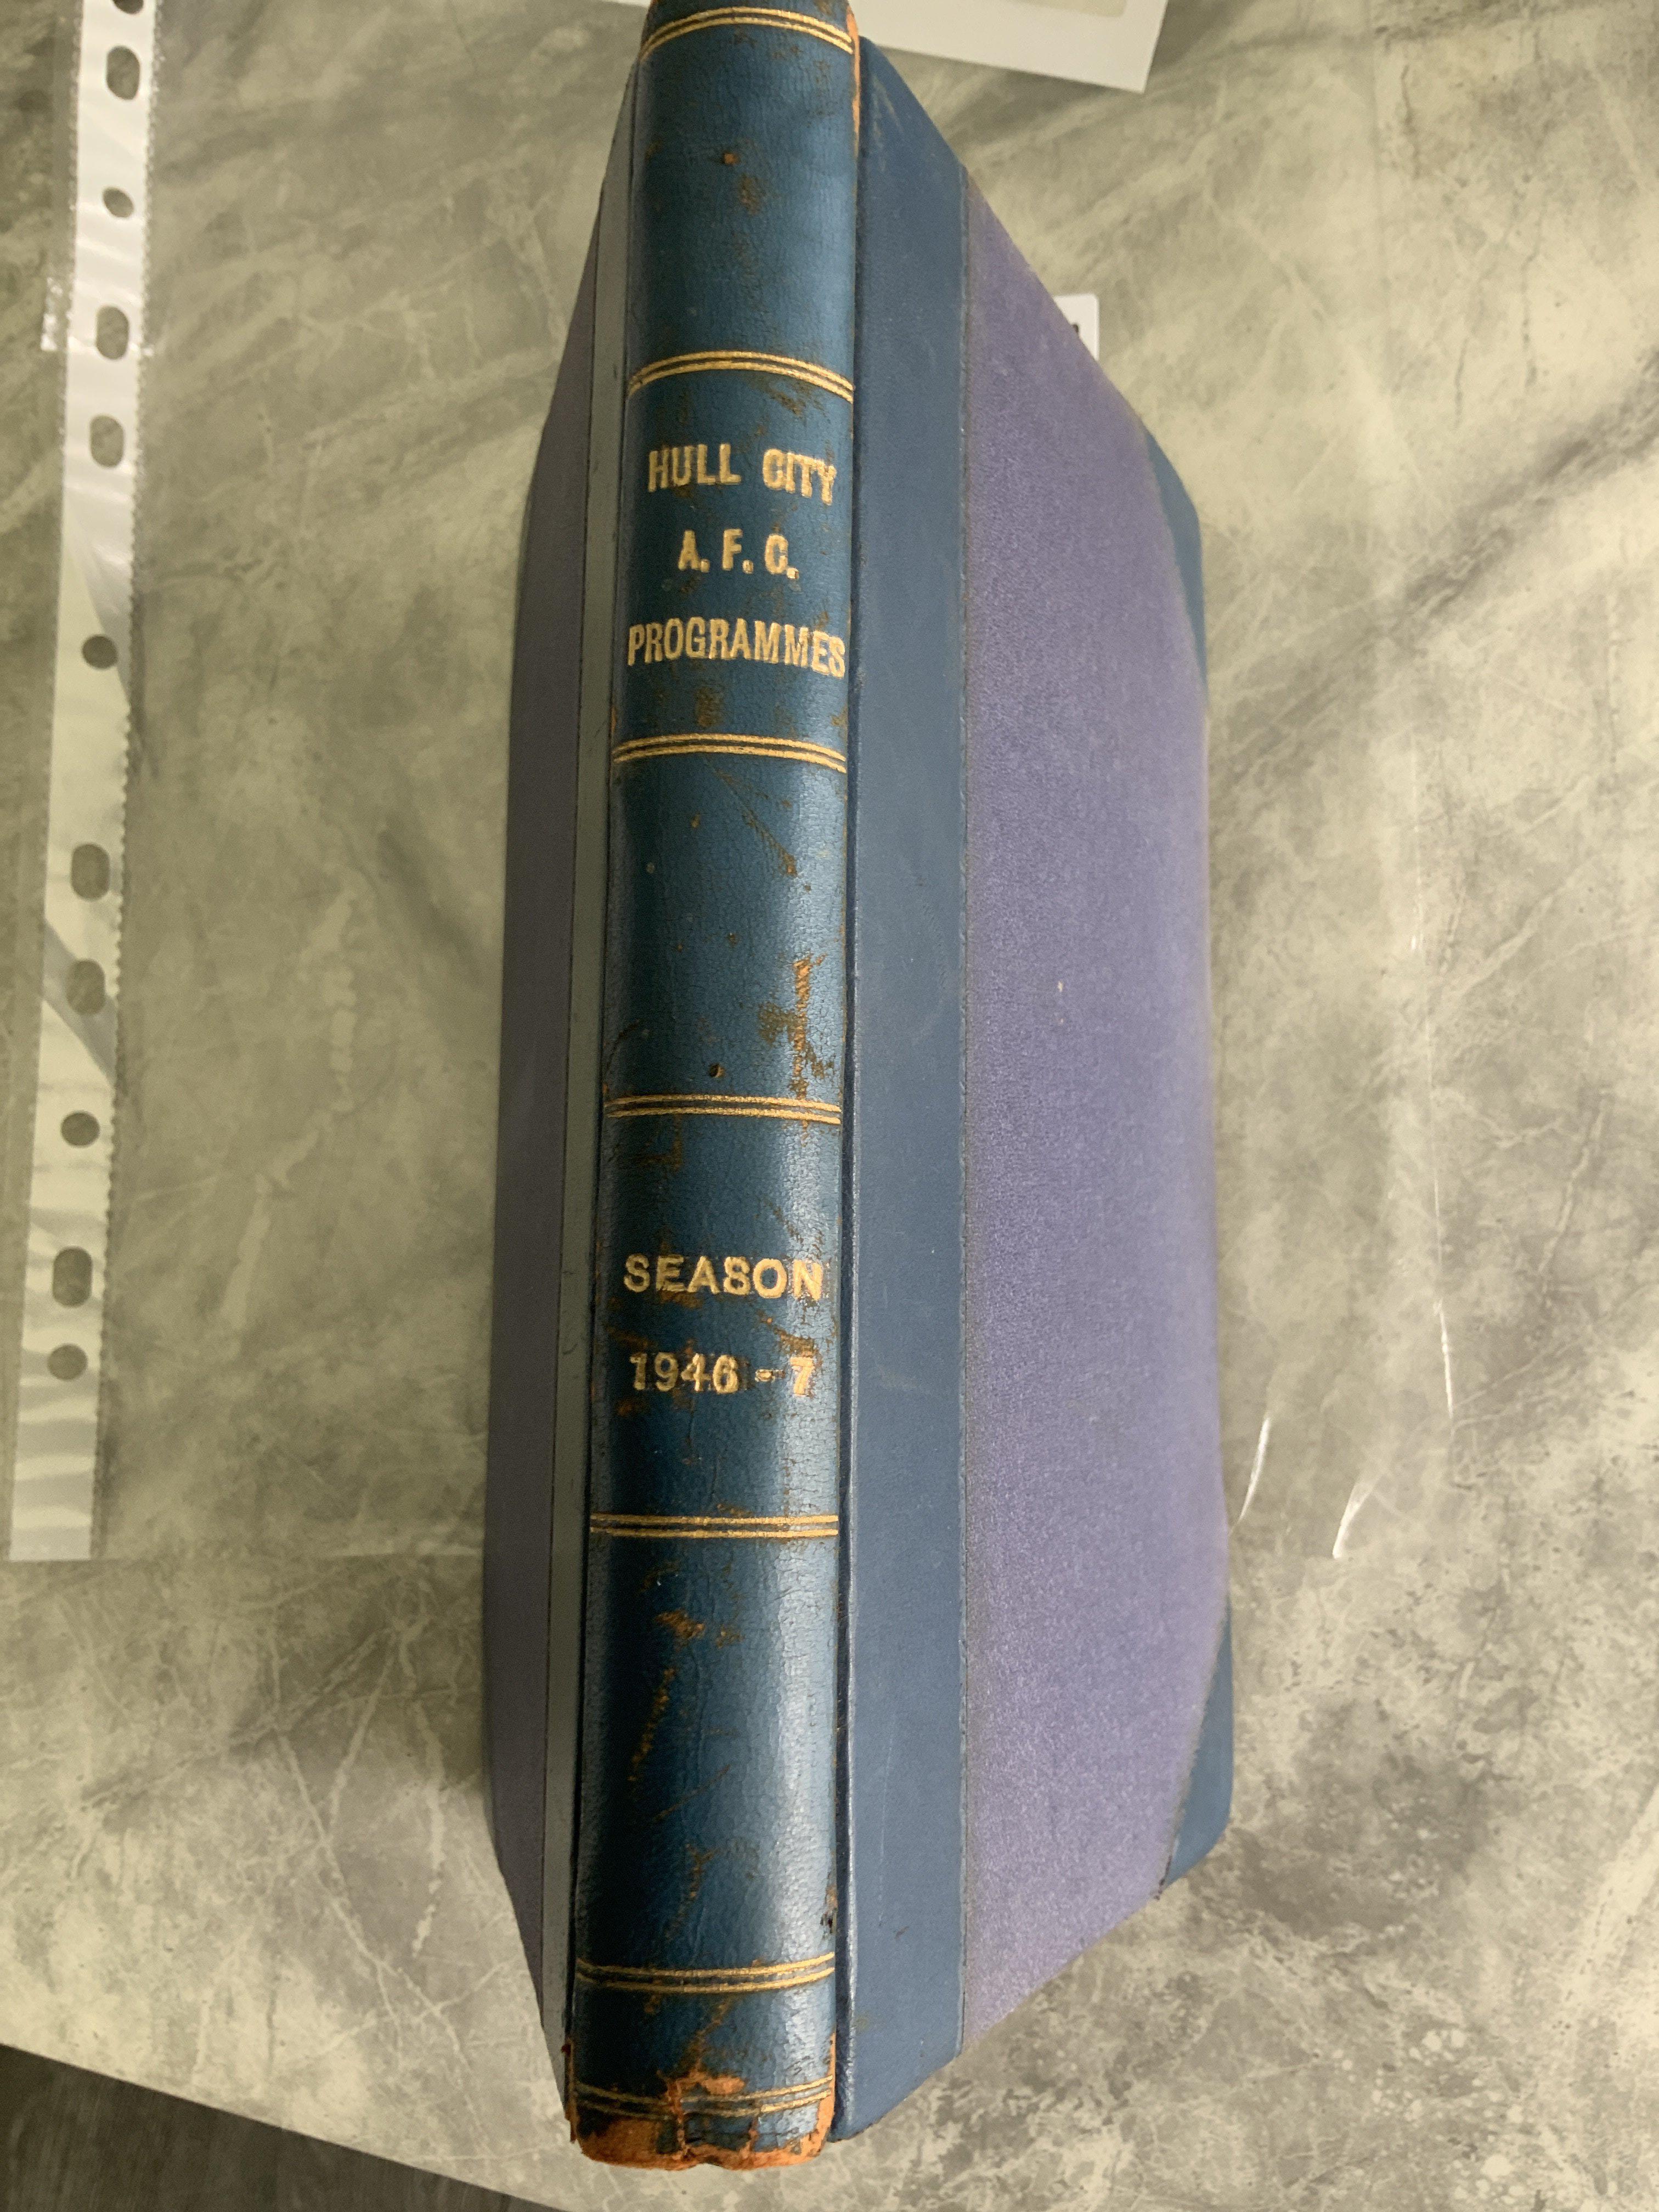 HULL CITY
A. F. C.
PROGRAMMES
SEASON
1946 - 7